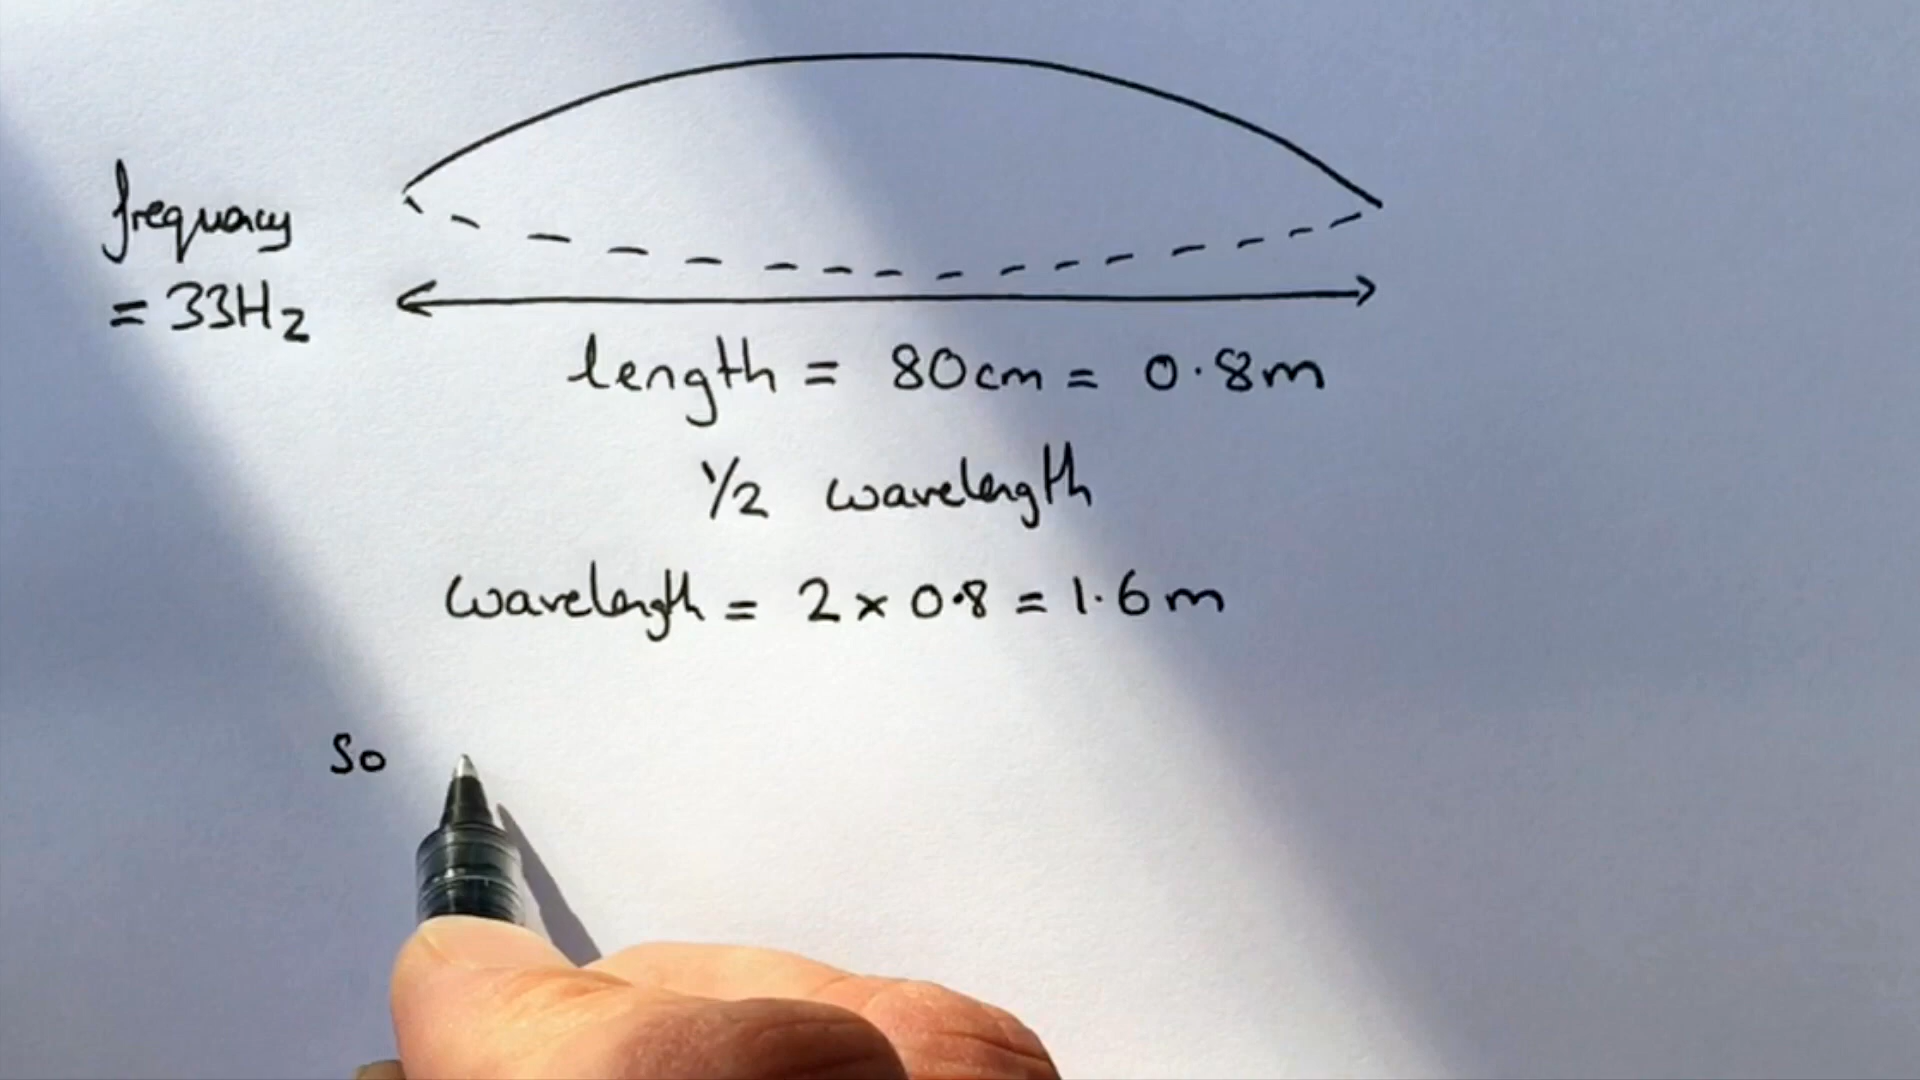 frequency
= 33Hz
length = 80cm = 0.8m
1/2 wavelength
wavelength = 2 x 0.8 = 1.6m
So